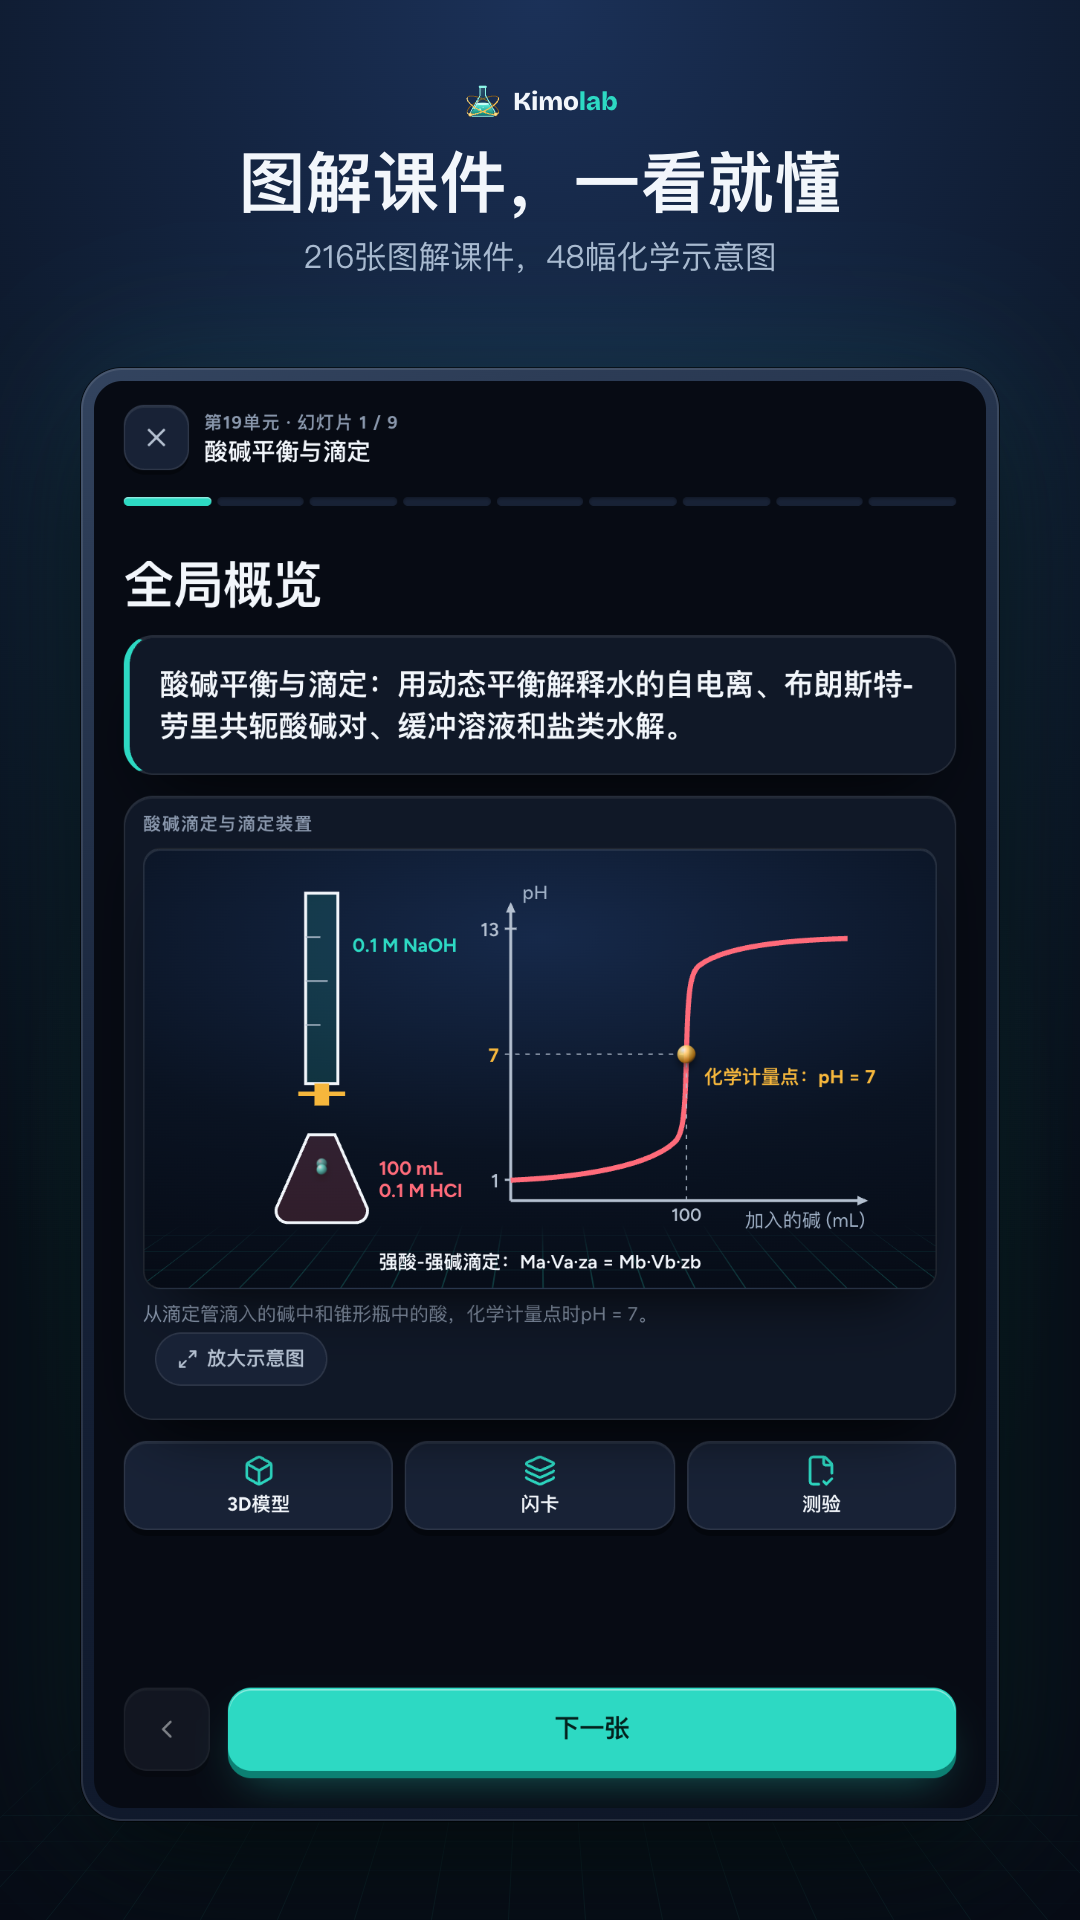 Kimolab
图解课件，一看就懂
216张图解课件，48幅化学示意图
第19单元 · 幻灯片 1 / 9
酸碱平衡与滴定
全局概览
酸碱平衡与滴定：用动态平衡解释水的自电离、布朗斯特-
劳里共轭酸碱对、缓冲溶液和盐类水解。
酸碱滴定与滴定装置
pH
13
0.1 M NaOH
7
化学计量点：pH = 7
100 mL
0.1 M HCl
1
100
加入的碱 (mL)
强酸-强碱滴定：Ma·Va·za = Mb·Vb·zb
从滴定管滴入的碱中和锥形瓶中的酸，化学计量点时pH = 7。
放大示意图
3D模型
闪卡
测验
下一张